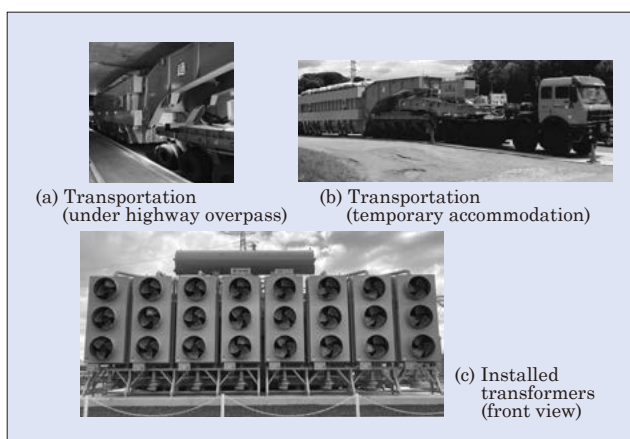 (a) Transportation
(under highway overpass)
(b) Transportation
(temporary accommodation)
(c) Installed
transformers
(front view)